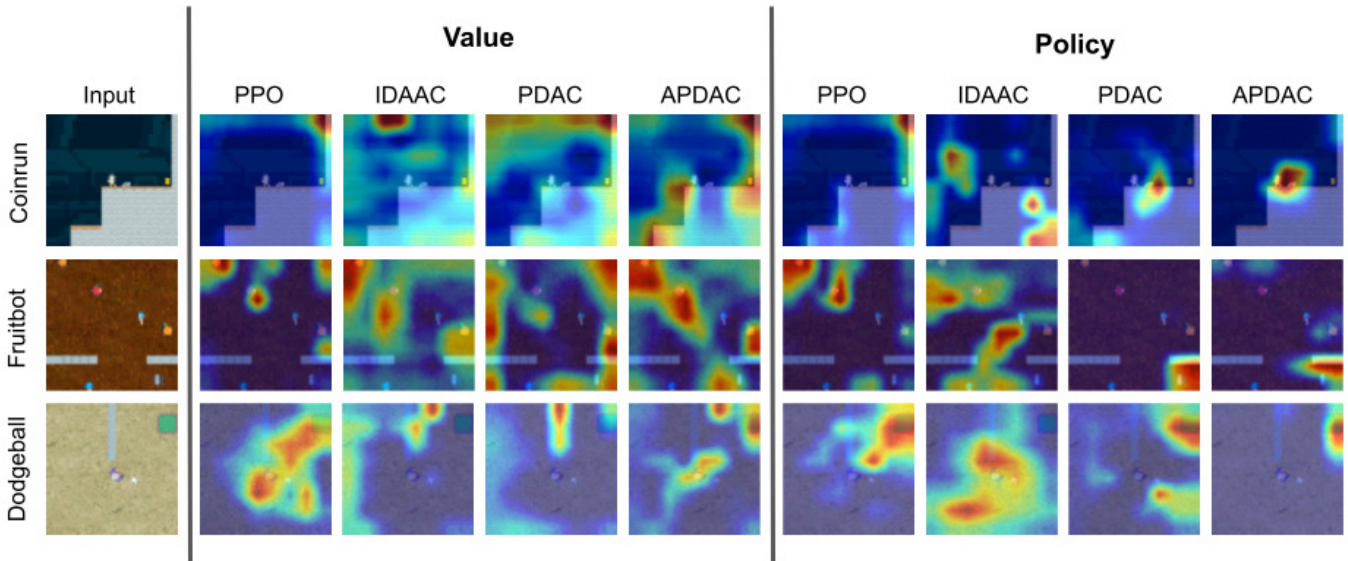 Value
Policy
Input PPO IDAAC PDAC APDAC PPO IDAAC PDAC APDAC
Coinrun
Fruitbot
Dodgeball